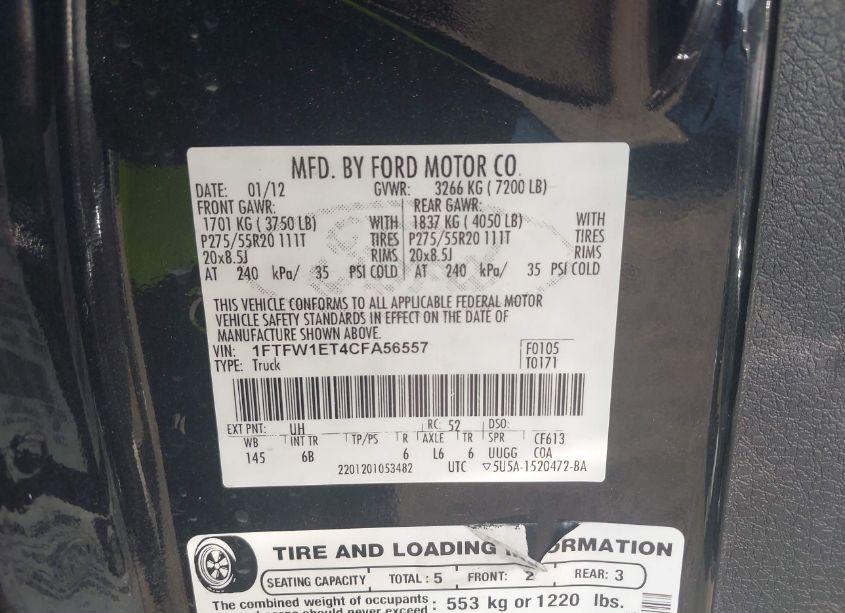 MFD. BY FORD MOTOR CO.
DATE: 01/12 GVWR: 3266 KG ( 7200 LB)
FRONT GAWR: REAR GAWR:
1701 KG ( 3750 LB) WITH 1837 KG ( 4050 LB) WITH
P275/55R20 111T TIRES P275/55R20 111T TIRES
20x8.5J RIMS 20x8.5J RIMS
AT 240 kPa/ 35 PSI COLD AT 240 kPa/ 35 PSI COLD
THIS VEHICLE CONFORMS TO ALL APPLICABLE FEDERAL MOTOR
VEHICLE SAFETY STANDARDS IN EFFECT ON THE DATE OF
MANUFACTURE SHOWN ABOVE.
VIN: 1FTFW1ET4CFA56557 F0105
TYPE: Truck T0171
EXT PNT: UH RC: 52 DSO:
WB INT TR TP/PS R AXLE TR SPR CF613
145 6B 6 L6 6 UUGG COA
2201201053482 UTC ▽5U5A-1520472-BA
TIRE AND LOADING INFORMATION
SEATING CAPACITY TOTAL : 5 FRONT: 2 REAR: 3
The combined weight of occupants
should never exceed : 553 kg or 1220 lbs.